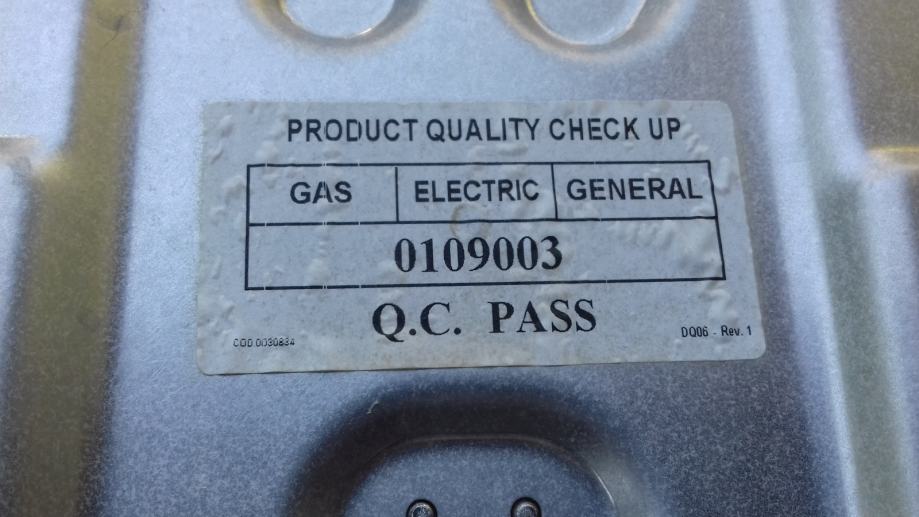 PRODUCT QUALITY CHECK UP
GAS ELECTRIC GENERAL
0109003
Q.C. PASS
COD.0030834 DQ06 - Rev. 1